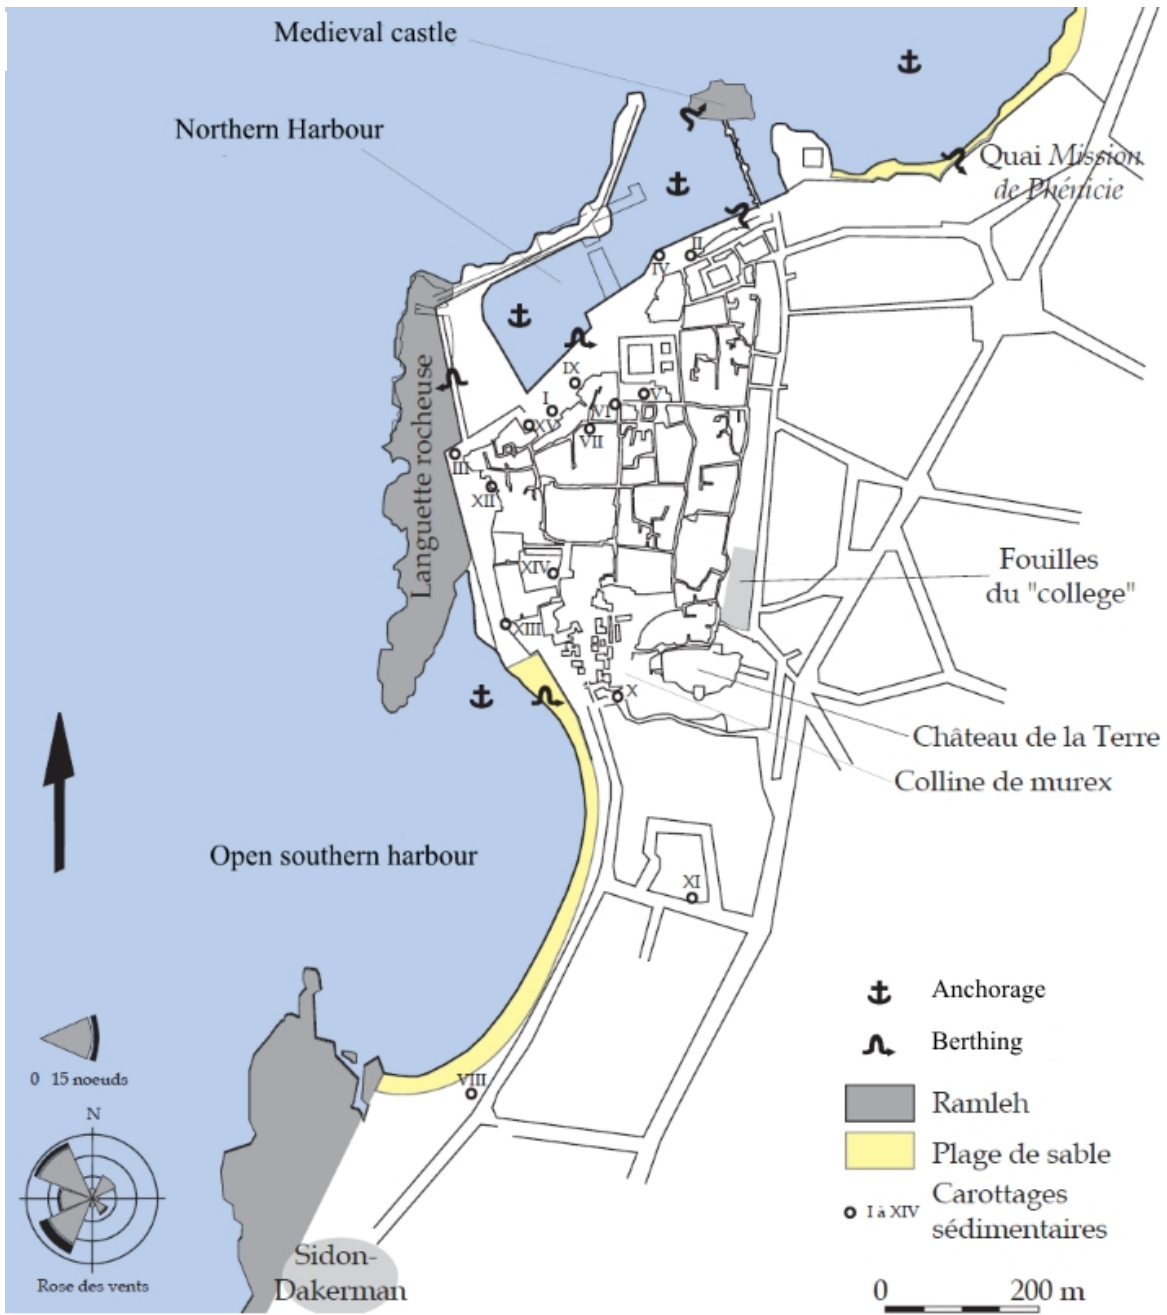 Medieval castle
Northern Harbour
Quai Mission
de Phénicie
II
IV
IX
I
V
VI
XV
VII
III
XII
Languette rocheuse
XIV
XIII
Fouilles
du "college"
X
Château de la Terre
Colline de murex
Open southern harbour
XI
VIII
Anchorage
Berthing
Ramleh
Plage de sable
I à XIV
Carottages
sédimentaires
0 15 noeuds
N
Rose des vents
Sidon-
Dakerman
0 200 m